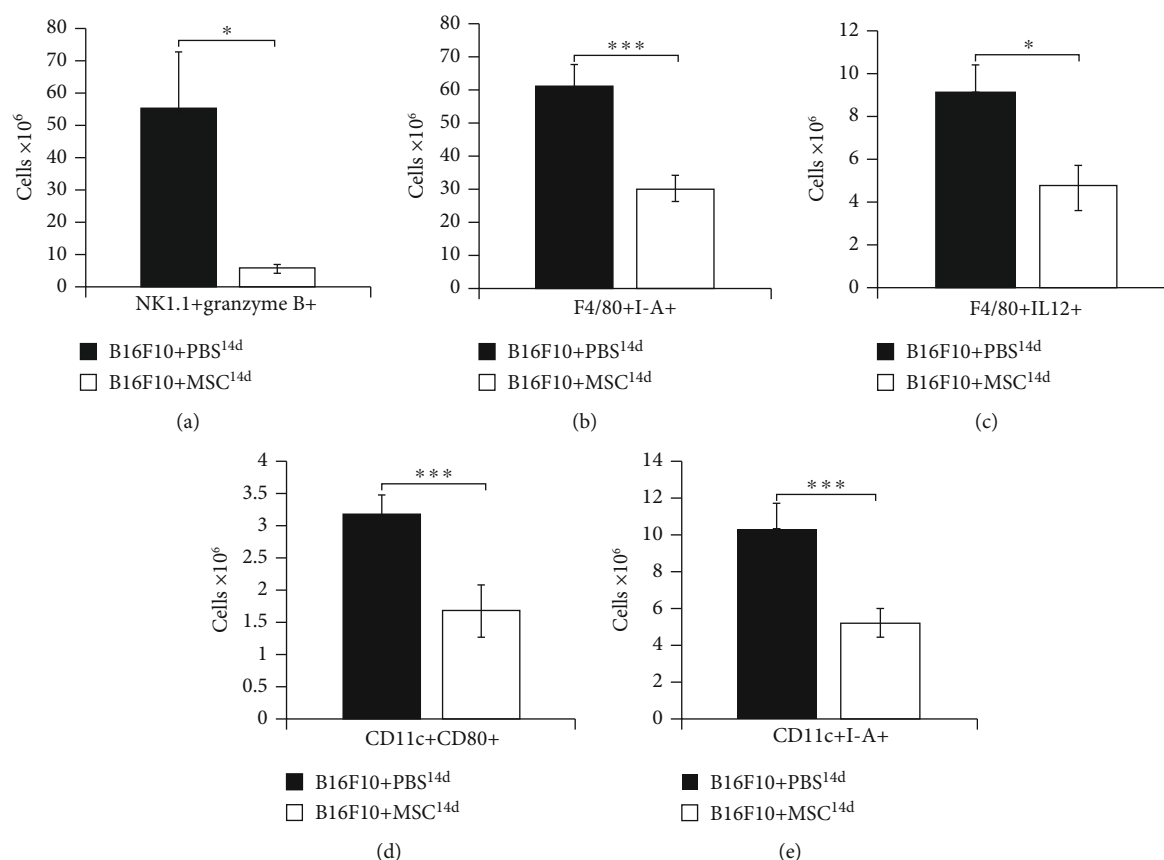 80
70
60
50
40
30
20
10
0
Cells ×10⁶
*
NK1.1+granzyme B+
B16F10+PBS¹⁴ᵈ
B16F10+MSC¹⁴ᵈ
(a)
80
70
60
50
40
30
20
10
0
Cells ×10⁶
***
F4/80+I-A+
B16F10+PBS¹⁴ᵈ
B16F10+MSC¹⁴ᵈ
(b)
12
10
8
6
4
2
0
Cells ×10⁶
*
F4/80+IL12+
B16F10+PBS¹⁴ᵈ
B16F10+MSC¹⁴ᵈ
(c)
4
3.5
3
2.5
2
1.5
1
0.5
0
Cells ×10⁶
***
CD11c+CD80+
B16F10+PBS¹⁴ᵈ
B16F10+MSC¹⁴ᵈ
(d)
14
12
10
8
6
4
2
0
Cells ×10⁶
***
CD11c+I-A+
B16F10+PBS¹⁴ᵈ
B16F10+MSC¹⁴ᵈ
(e)